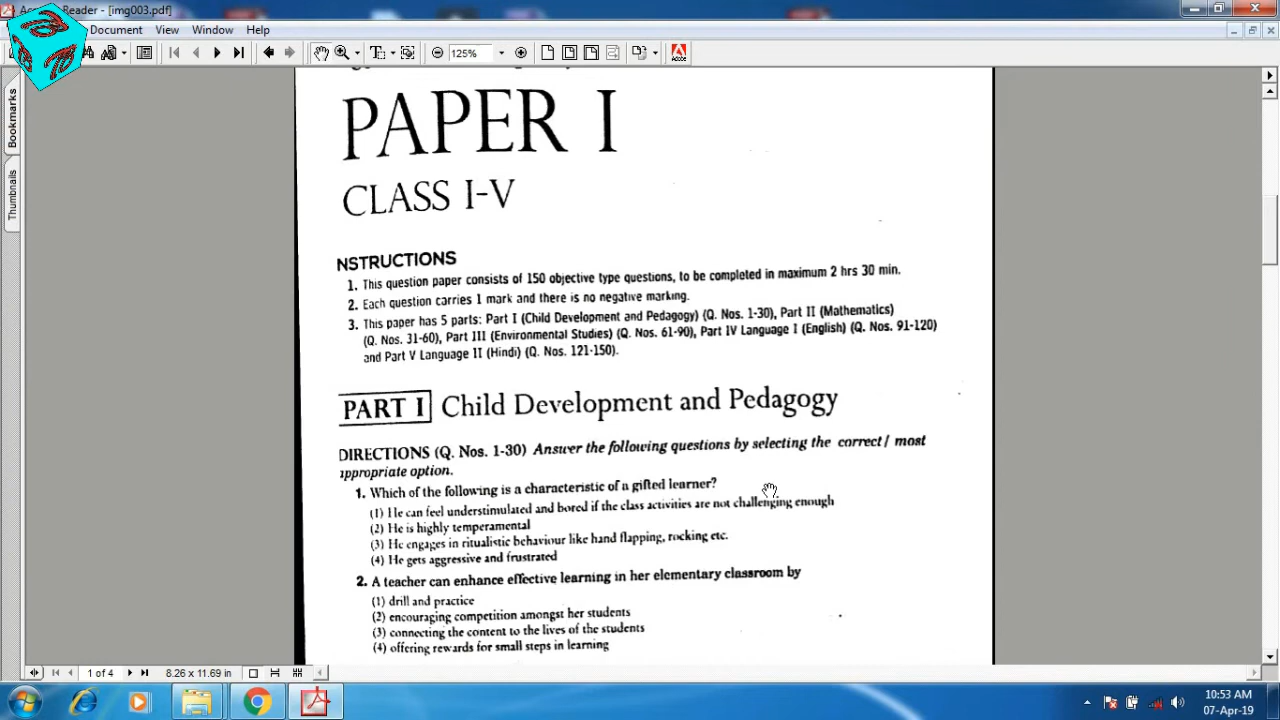 Reader - [img003.pdf]
Document View Window Help
125%
Bookmarks
Thumbnails
PAPER I
CLASS I-V
NSTRUCTIONS
1. This question paper consists of 150 objective type questions, to be completed in maximum 2 hrs 30 min.
2. Each question carries 1 mark and there is no negative marking.
3. This paper has 5 parts: Part I (Child Development and Pedagogy) (Q. Nos. 1-30), Part II (Mathematics)
(Q. Nos. 31-60), Part III (Environmental Studies) (Q. Nos. 61-90), Part IV Language I (English) (Q. Nos. 91-120)
and Part V Language II (Hindi) (Q. Nos. 121-150).
PART I Child Development and Pedagogy
DIRECTIONS (Q. Nos. 1-30) Answer the following questions by selecting the correct/ most
appropriate option.
1. Which of the following is a characteristic of a gifted learner?
(1) He can feel understimulated and bored if the class activities are not challenging enough
(2) He is highly temperamental
(3) He engages in ritualistic behaviour like hand flapping, rocking etc.
(4) He gets aggressive and frustrated
2. A teacher can enhance effective learning in her elementary classroom by
(1) drill and practice
(2) encouraging competition amongst her students
(3) connecting the content to the lives of the students
(4) offering rewards for small steps in learning
1 of 4
8.26 x 11.69 in
10:53 AM
07-Apr-19